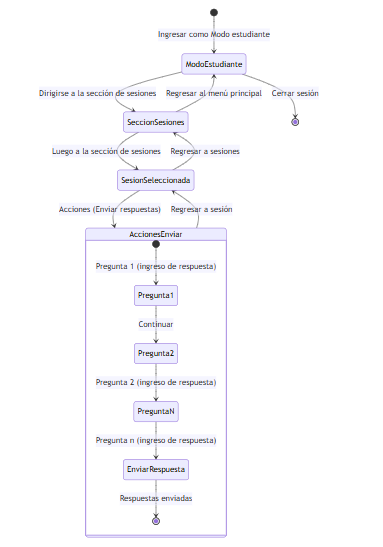 Ingresar como Modo estudiante
ModoEstudiante
Dirigirse a la sección de sesiones
Regresar al menú principal
Cerrar sesión
SeccionSesiones
Luego a la sección de sesiones
Regresar a sesiones
SesionSeleccionada
Acciones (Enviar respuestas)
Regresar a sesión
AccionesEnviar
Pregunta 1 (ingreso de respuesta)
Pregunta1
Continuar
Pregunta2
Pregunta 2 (ingreso de respuesta)
PreguntaN
Pregunta n (ingreso de respuesta)
EnviarRespuesta
Respuestas enviadas